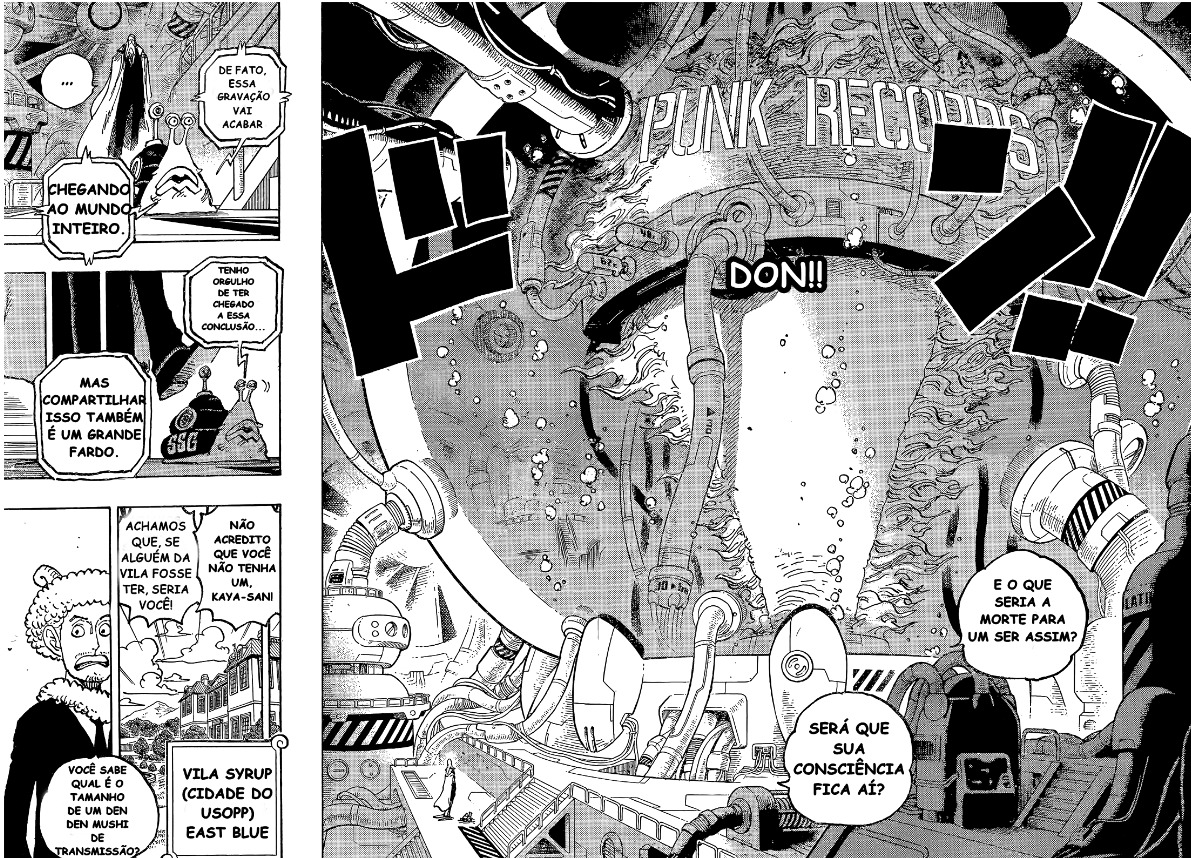 PUNK RECORDS
ドン!!
DON!!
E O QUE
SERIA A
MORTE PARA
UM SER ASSIM?
SERÁ QUE
SUA
CONSCIÊNCIA
FICA AÍ?
DE FATO,
ESSA
GRAVAÇÃO
VAI
ACABAR
...
CHEGANDO
AO MUNDO
INTEIRO.
TENHO
ORGULHO
DE TER
CHEGADO
A ESSA
CONCLUSÃO...
MAS
COMPARTILHAR
ISSO TAMBÉM
É UM GRANDE
FARDO.
SSG
NÃO
ACREDITO
QUE VOCÊ
NÃO TENHA
UM,
KAYA-SAN!
ACHAMOS
QUE, SE
ALGUÉM DA
VILA FOSSE
TER, SERIA
VOCÊ!
VILA SYRUP
(CIDADE DO
USOPP)
EAST BLUE
VOCÊ SABE
QUAL É O
TAMANHO
DE UM DEN
DEN MUSHI
DE
TRANSMISSÃO?